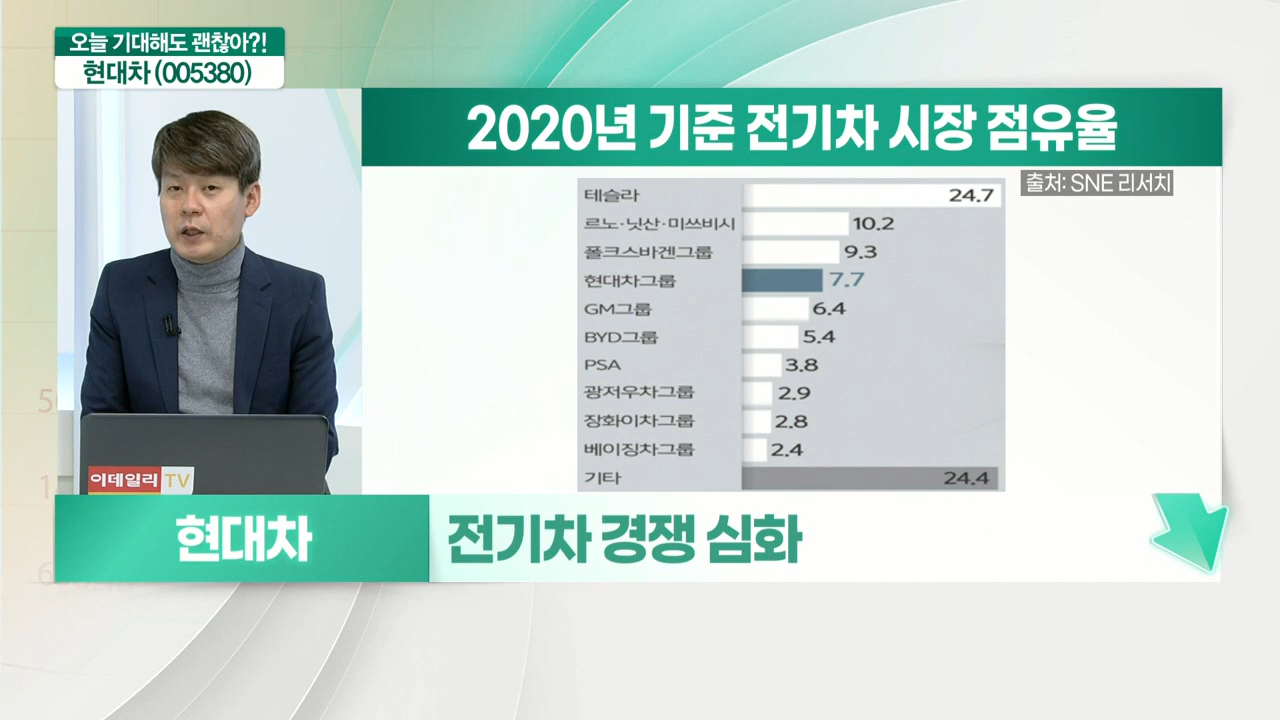 오늘 기대해도 괜찮아?!
현대차(005380)
2020년 기준 전기차 시장 점유율
출처: SNE 리서치
테슬라 24.7
르노·닛산·미쓰비시 10.2
폴크스바겐그룹 9.3
현대차그룹 7.7
GM그룹 6.4
BYD그룹 5.4
PSA 3.8
광저우차그룹 2.9
장화이차그룹 2.8
베이징차그룹 2.4
기타 24.4
이데일리 TV
현대차
전기차 경쟁 심화